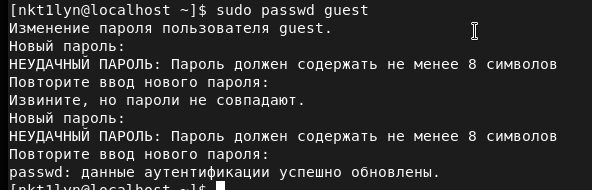 [nkt1lyn@localhost ~]$ sudo passwd guest
Изменение пароля пользователя guest.
Новый пароль:
НЕУДАЧНЫЙ ПАРОЛЬ: Пароль должен содержать не менее 8 символов
Повторите ввод нового пароля:
Извините, но пароли не совпадают.
Новый пароль:
НЕУДАЧНЫЙ ПАРОЛЬ: Пароль должен содержать не менее 8 символов
Повторите ввод нового пароля:
passwd: данные аутентификации успешно обновлены.
[nkt1lyn@localhost ~]$